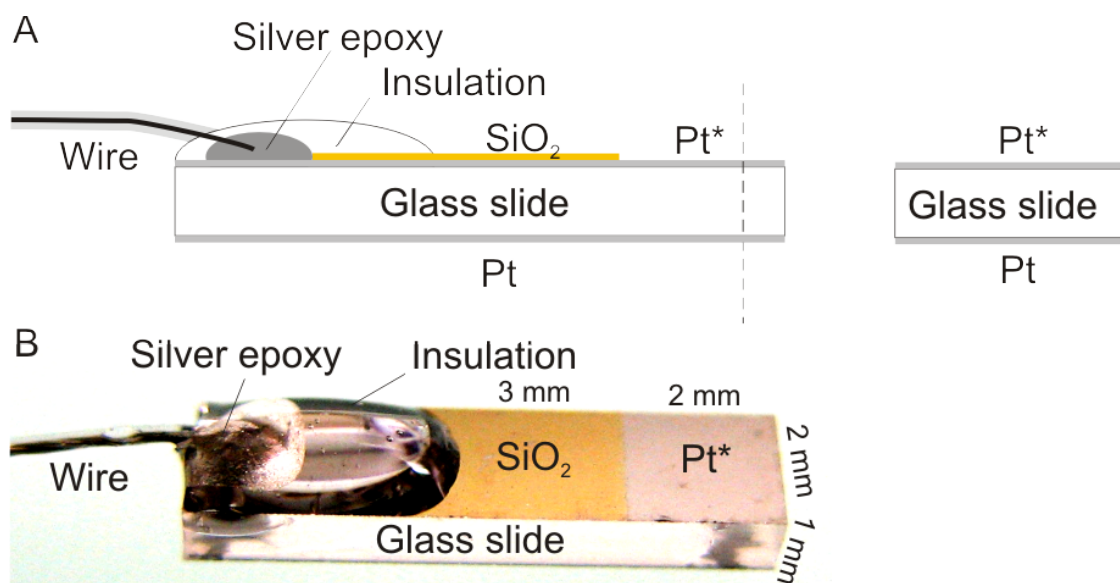 A
Silver epoxy
Insulation
Wire
SiO₂
Pt*
Pt*
Glass slide
Glass slide
Pt
Pt
B
Silver epoxy
Insulation
3 mm
2 mm
Wire
SiO₂
Pt*
2 mm
1 mm
Glass slide